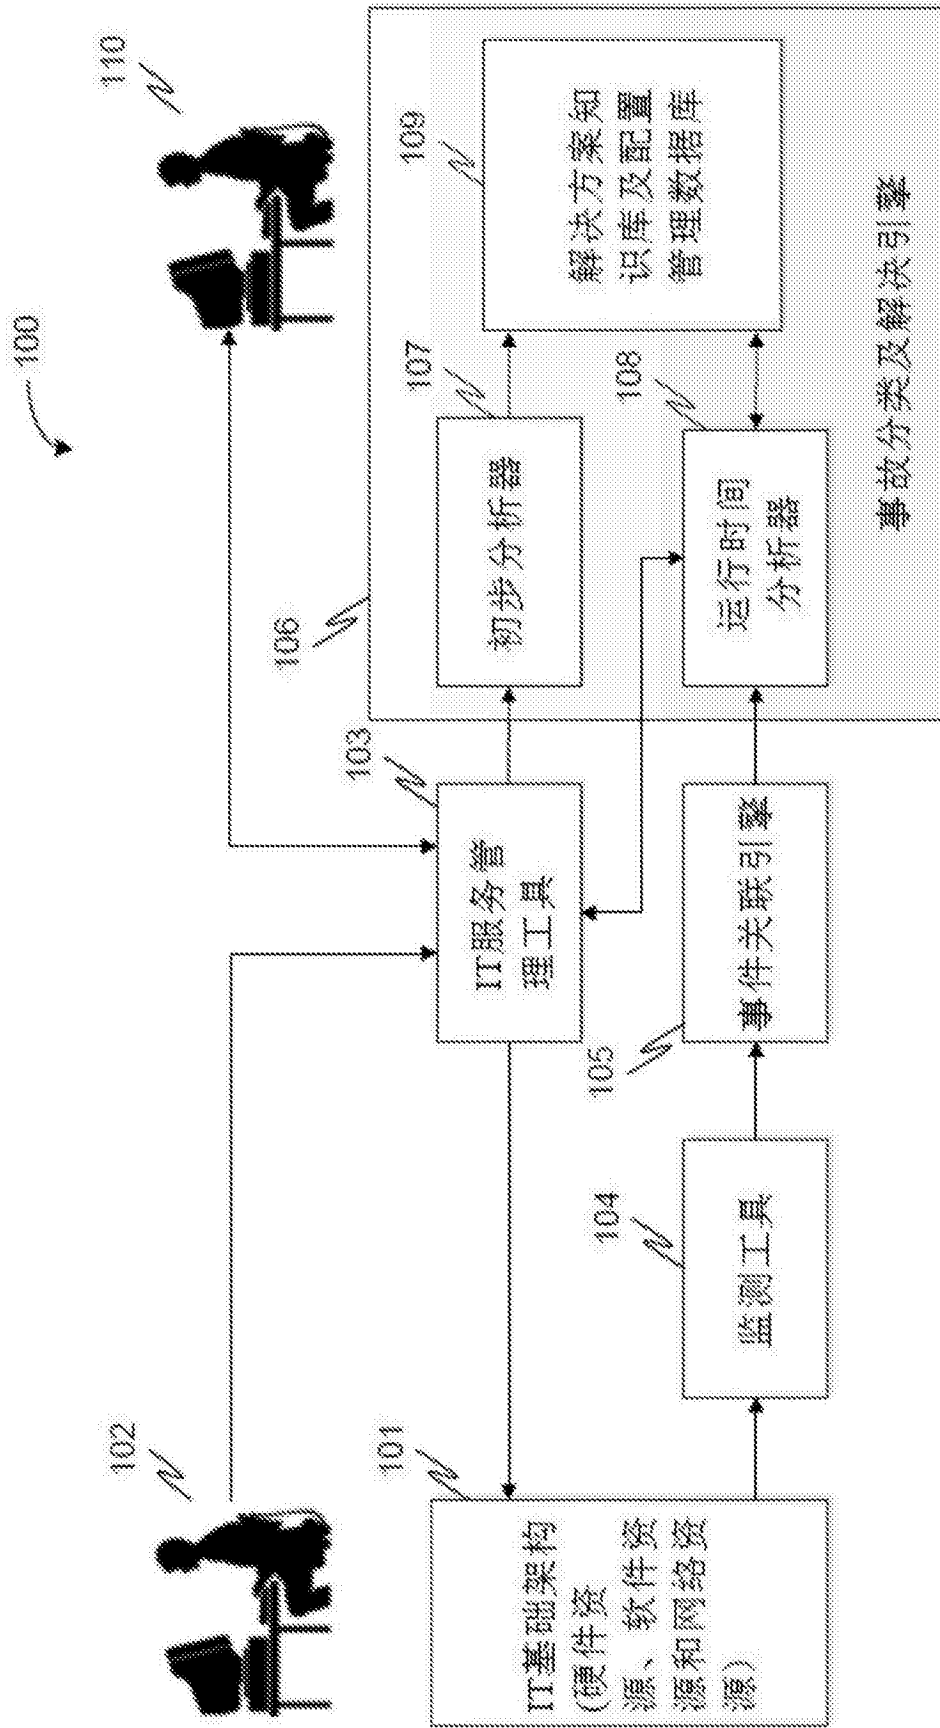 100
102
110
106
101
IT基础架构
(硬件资
源、软件资
源和网络资
源)
103
IT服务管
理工具
107
初步分析器
109
解决方案知
识库及配置
管理数据库
104
监测工具
105
事件关联引擎
108
运行时间
分析器
事故分类及解决引擎